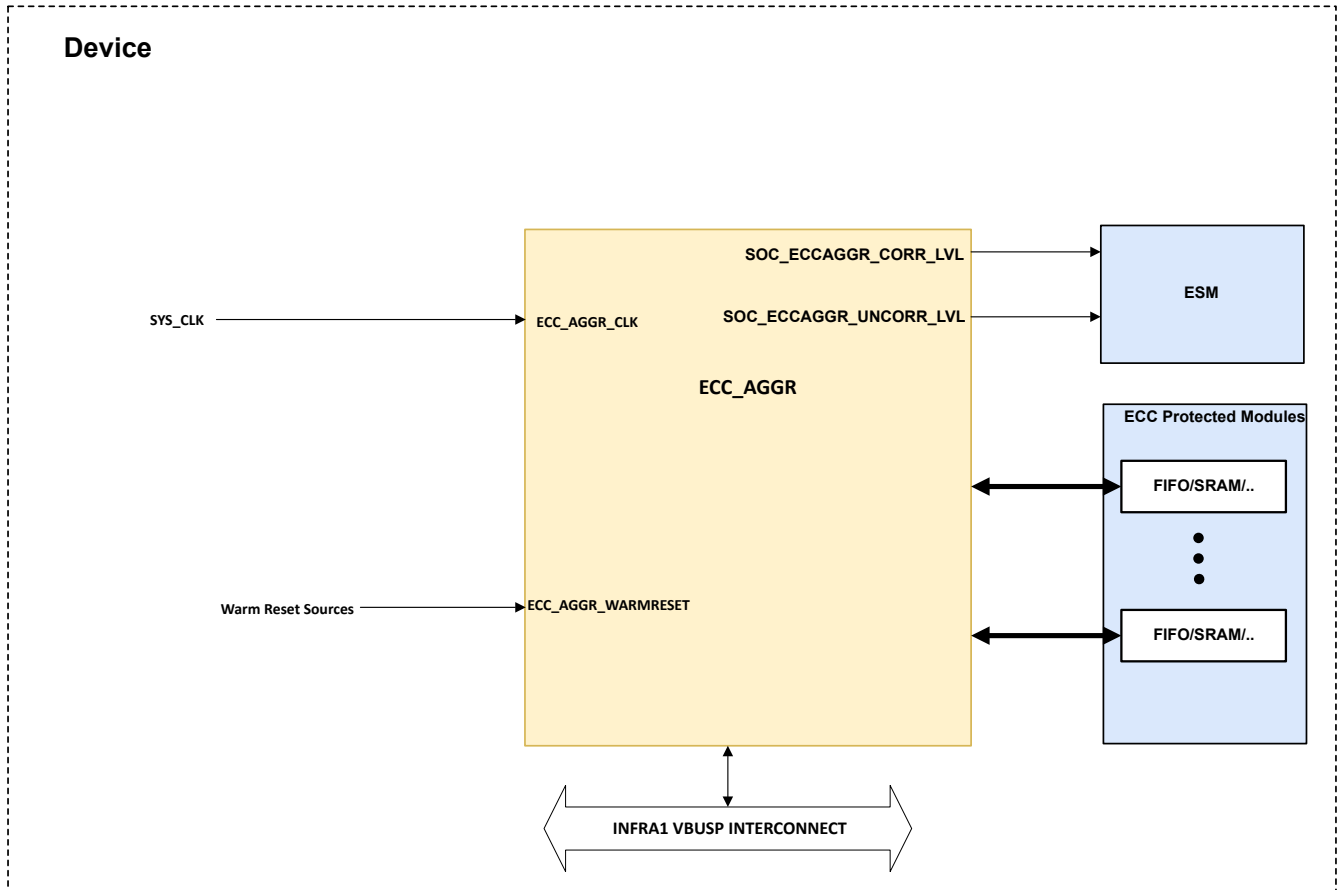 Device
SOC_ECCAGGR_CORR_LVL
ESM
SYS_CLK
ECC_AGGR_CLK
SOC_ECCAGGR_UNCORR_LVL
ECC_AGGR
ECC Protected Modules
FIFO/SRAM/..
Warm Reset Sources
ECC_AGGR_WARMRESET
FIFO/SRAM/..
INFRA1 VBUSP INTERCONNECT